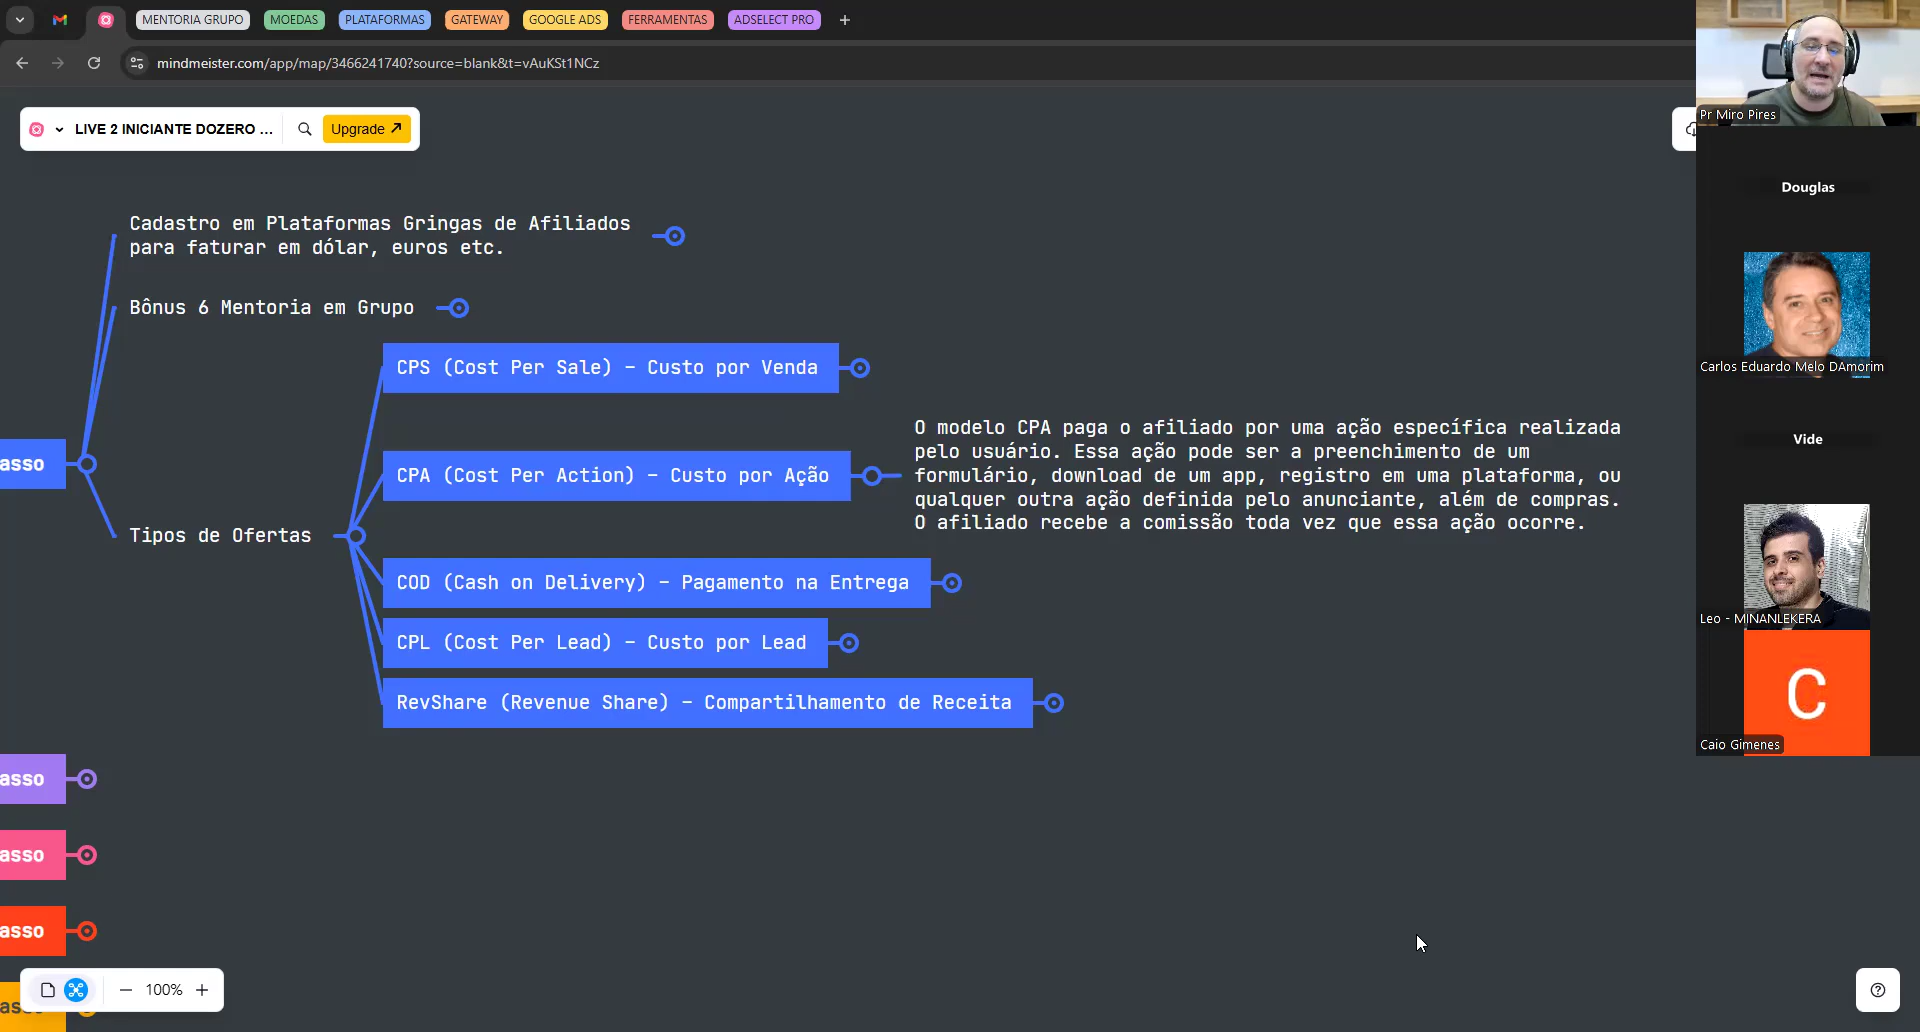 MENTORIA GRUPO
MOEDAS
PLATAFORMAS
GATEWAY
GOOGLE ADS
FERRAMENTAS
ADSELECT PRO
mindmeister.com/app/map/3466241740?source=blank&t=vAuKSt1NCz
LIVE 2 INICIANTE DOZERO ...
Upgrade
Cadastro em Plataformas Gringas de Afiliados
para faturar em dólar, euros etc.
Bônus 6 Mentoria em Grupo
Tipos de Ofertas
CPS (Cost Per Sale) – Custo por Venda
CPA (Cost Per Action) – Custo por Ação
O modelo CPA paga o afiliado por uma ação específica realizada
pelo usuário. Essa ação pode ser a preenchimento de um
formulário, download de um app, registro em uma plataforma, ou
qualquer outra ação definida pelo anunciante, além de compras.
O afiliado recebe a comissão toda vez que essa ação ocorre.
COD (Cash on Delivery) – Pagamento na Entrega
CPL (Cost Per Lead) – Custo por Lead
RevShare (Revenue Share) – Compartilhamento de Receita
asso
asso
asso
asso
asso
100%
Pr Miro Pires
Douglas
Carlos Eduardo Melo DAmorim
Vide
Leo - MINANLEKERA
C
Caio Gimenes